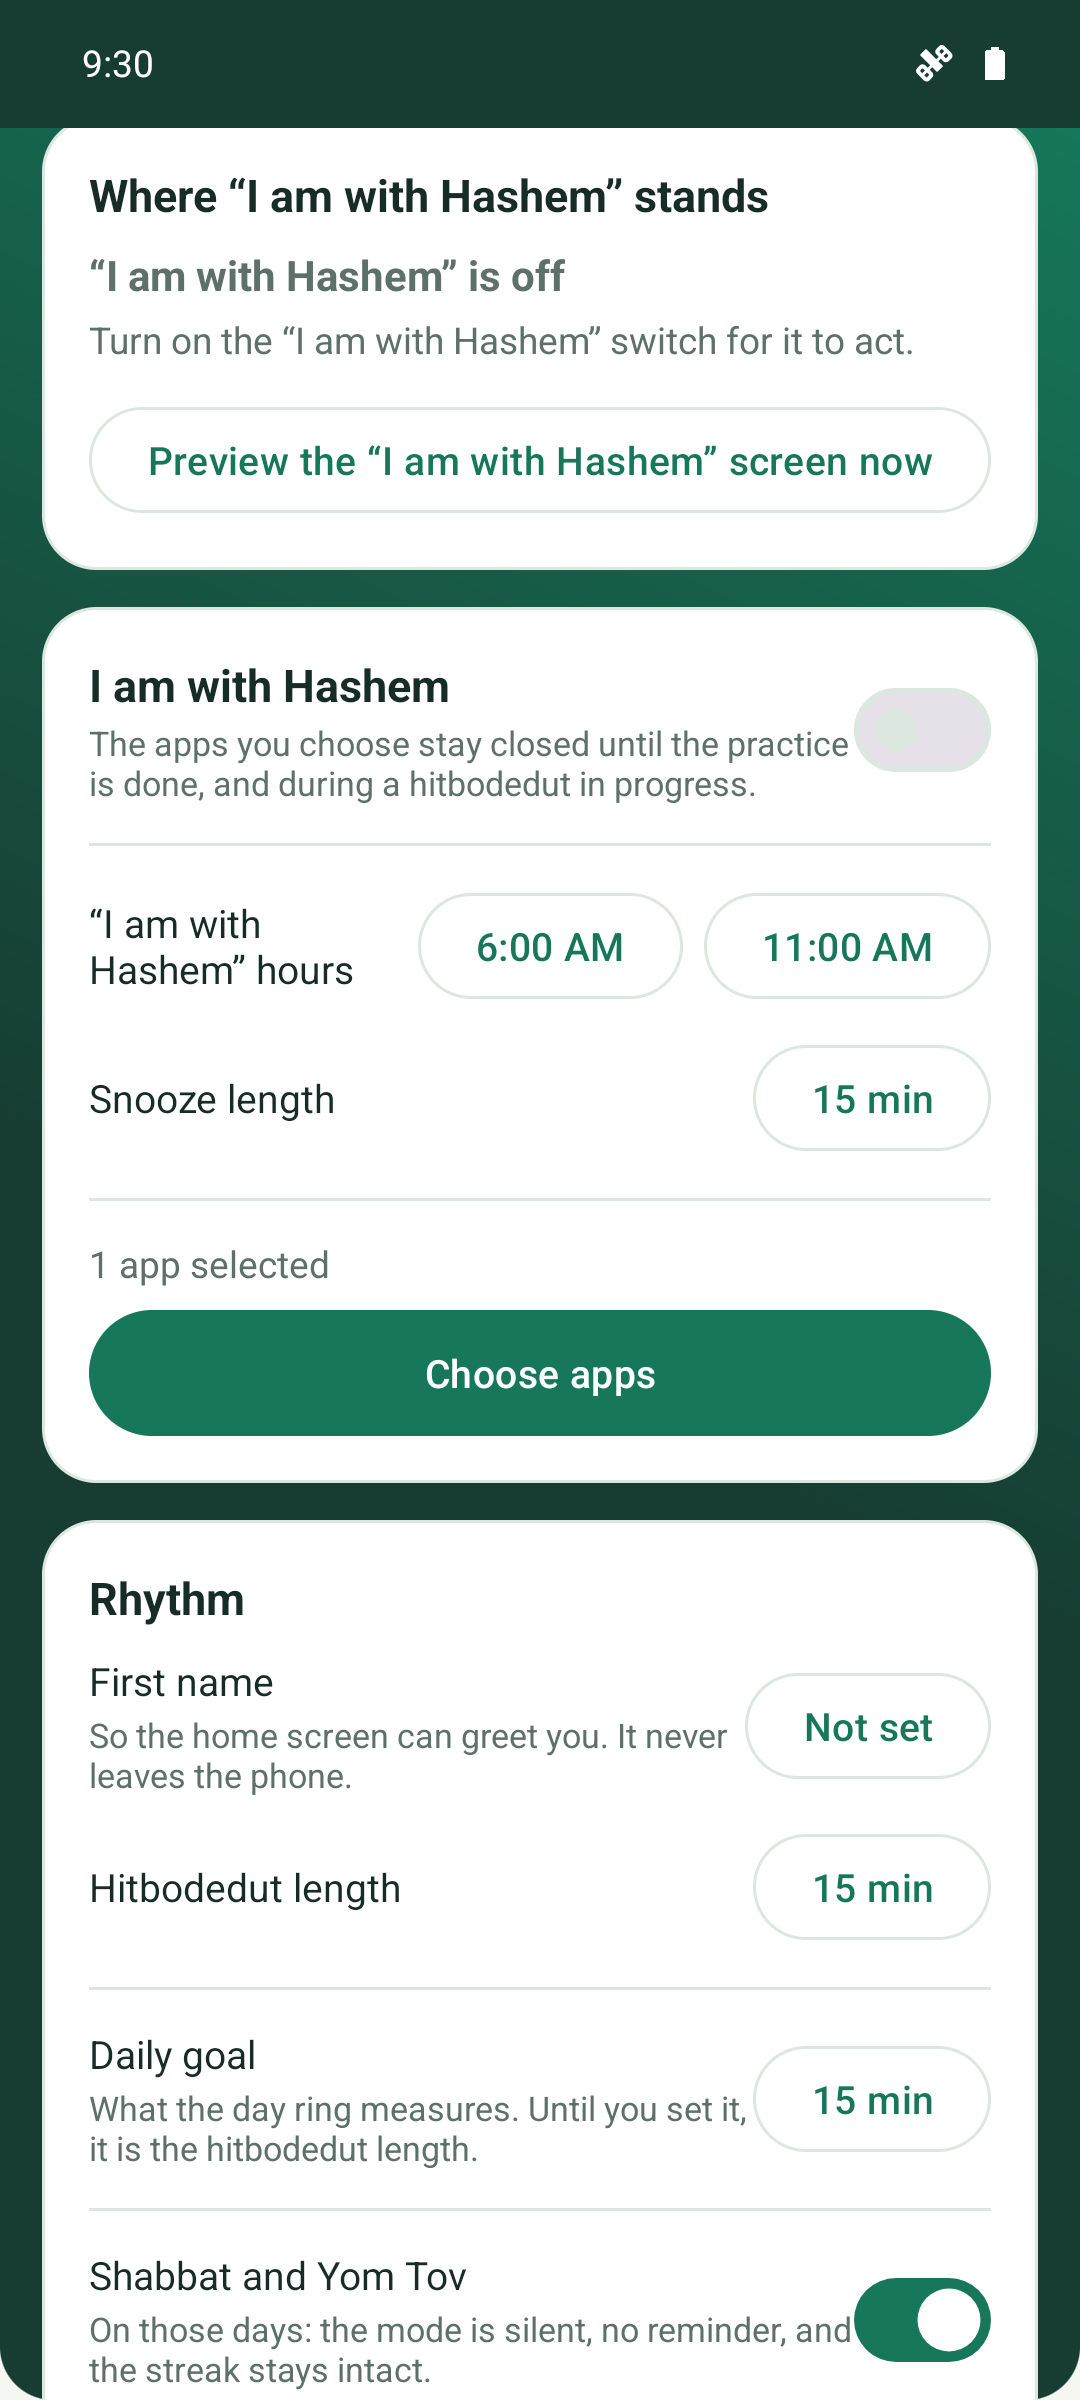 9:30
Where “I am with Hashem” stands
“I am with Hashem” is off
Turn on the “I am with Hashem” switch for it to act.
Preview the “I am with Hashem” screen now
I am with Hashem
The apps you choose stay closed until the practice
is done, and during a hitbodedut in progress.
“I am with
Hashem” hours
6:00 AM
11:00 AM
Snooze length
15 min
1 app selected
Choose apps
Rhythm
First name
So the home screen can greet you. It never
leaves the phone.
Not set
Hitbodedut length
15 min
Daily goal
What the day ring measures. Until you set it,
it is the hitbodedut length.
15 min
Shabbat and Yom Tov
On those days: the mode is silent, no reminder, and
the streak stays intact.